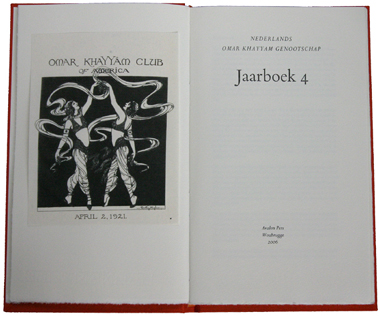 OMAR KHAYYAM CLUB
OF AMERICA
APRIL 2, 1921
NEDERLANDS
OMAR KHAYYAM GENOOTSCHAP
Jaarboek 4
Avalon Pers
Woubrugge
2006